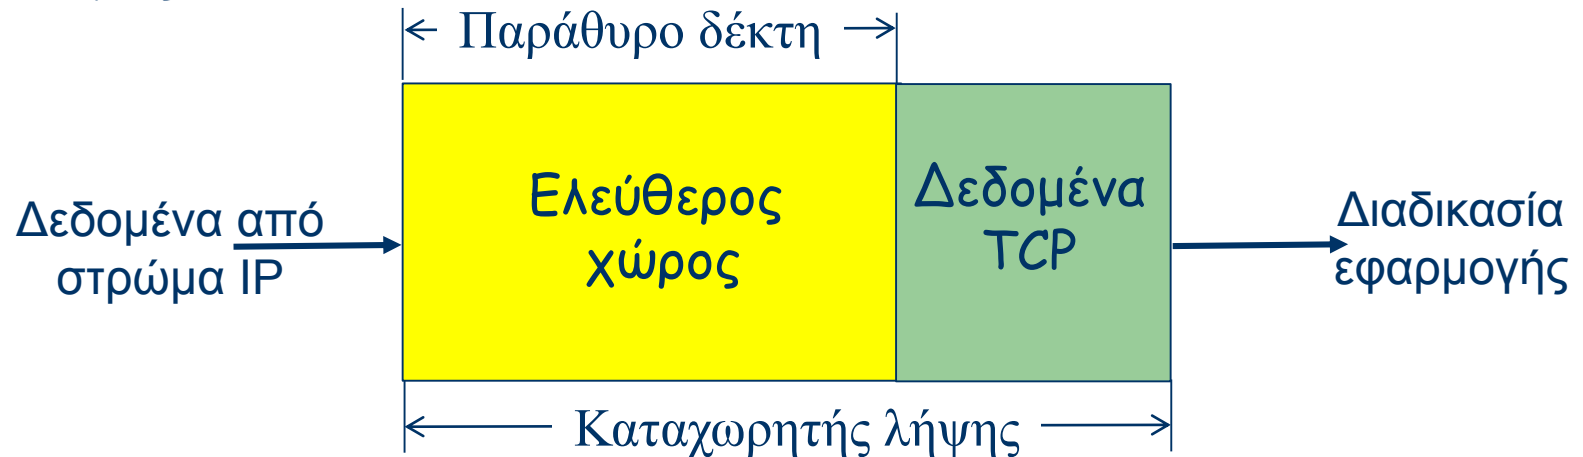 Παράθυρο δέκτη
Ελεύθερος
χώρος
Δεδομένα
TCP
Δεδομένα από
στρώμα IP
Διαδικασία
εφαρμογής
Καταχωρητής λήψης